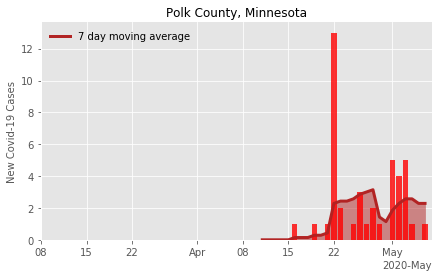 Polk County, Minnesota
7 day moving average
New Covid-19 Cases
12
10
8
6
4
2
0
08 15 22 Apr 08 15 22 May
2020-May